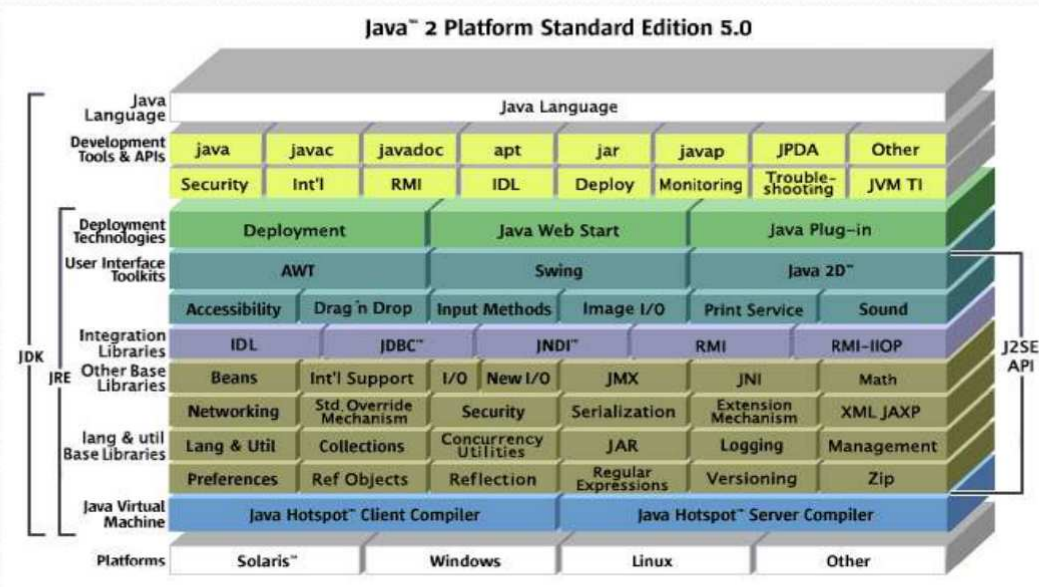 Java™ 2 Platform Standard Edition 5.0
Java
Language
Java Language
Development
Tools & APIs
java javac javadoc apt jar javap JPDA Other
Security Int'l RMI IDL Deploy Monitoring Trouble-
shooting JVM TI
Deployment
Technologies
Deployment Java Web Start Java Plug-in
User Interface
Toolkits
AWT Swing Java 2D™
Accessibility Drag'n Drop Input Methods Image I/O Print Service Sound
Integration
Libraries
IDL JDBC™ JNDI™ RMI RMI-IIOP
JDK
JRE
J2SE
API
Other Base
Libraries
Beans Int'l Support I/O New I/O JMX JNI Math
Networking Std. Override
Mechanism Security Serialization Extension
Mechanism XML JAXP
lang & util
Base Libraries
Lang & Util Collections Concurrency
Utilities JAR Logging Management
Preferences Ref Objects Reflection Regular
Expressions Versioning Zip
Java Virtual
Machine
Java Hotspot™ Client Compiler Java Hotspot™ Server Compiler
Platforms
Solaris™ Windows Linux Other